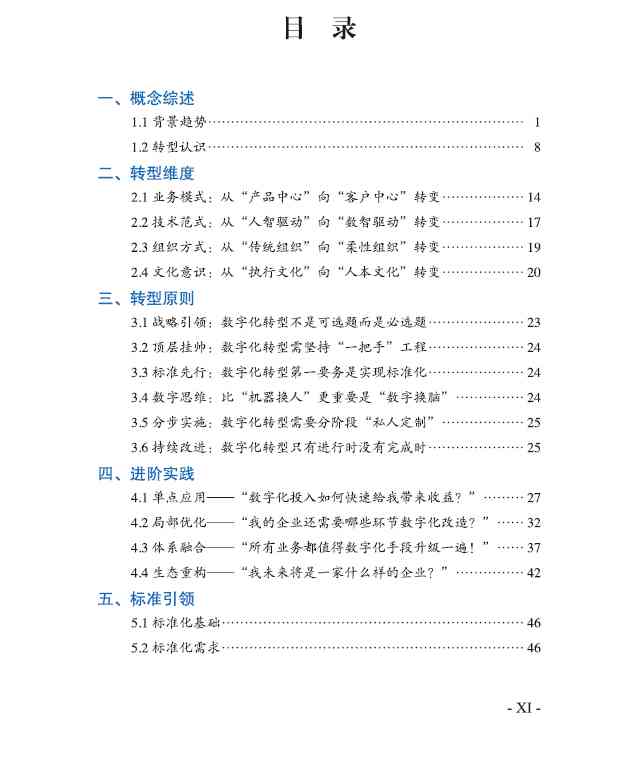 目 录
一、概念综述
1.1 背景趋势…………………………………………………… 1
1.2 转型认识…………………………………………………… 8
二、转型维度
2.1 业务模式：从“产品中心”向“客户中心”转变……………… 14
2.2 技术范式：从“人智驱动”向“数智驱动”转变……………… 17
2.3 组织方式：从“传统组织”向“柔性组织”转变……………… 19
2.4 文化意识：从“执行文化”向“人本文化”转变……………… 20
三、转型原则
3.1 战略引领：数字化转型不是可选题而是必选题………………… 23
3.2 顶层挂帅：数字化转型需坚持“一把手”工程………………… 24
3.3 标准先行：数字化转型第一要务是实现标准化………………… 24
3.4 数字思维：比“机器换人”更重要是“数字换脑”…………… 24
3.5 分步实施：数字化转型需要分阶段“私人定制”……………… 25
3.6 持续改进：数字化转型只有进行时没有完成时………………… 25
四、进阶实践
4.1 单点应用——“数字化投入如何快速给我带来收益？”……… 27
4.2 局部优化——“我的企业还需要哪些环节数字化改造？”…… 32
4.3 体系融合——“所有业务都值得数字化手段升级一遍！”…… 37
4.4 生态重构——“我未来将是一家什么样的企业？”…………… 42
五、标准引领
5.1 标准化基础…………………………………………………… 46
5.2 标准化需求…………………………………………………… 46
- XI -